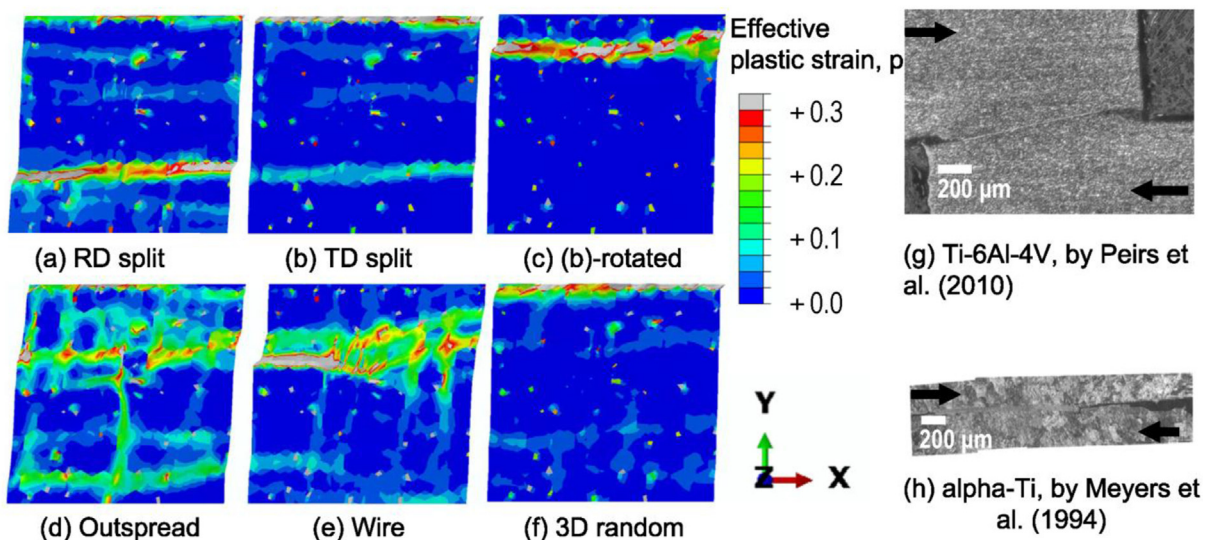 Effective
plastic strain, p
+ 0.3
+ 0.2
+ 0.1
+ 0.0
(a) RD split
(b) TD split
(c) (b)-rotated
(d) Outspread
(e) Wire
(f) 3D random
Y
Z
X
200 μm
(g) Ti-6Al-4V, by Peirs et
al. (2010)
200 μm
(h) alpha-Ti, by Meyers et
al. (1994)